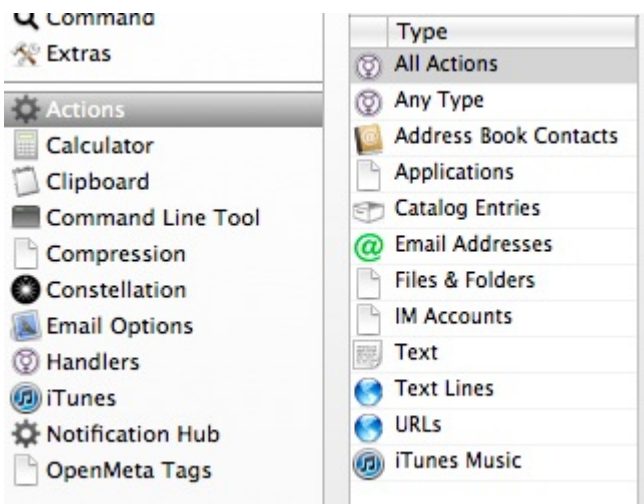 Command
Extras
Actions
Calculator
Clipboard
Command Line Tool
Compression
Constellation
Email Options
Handlers
iTunes
Notification Hub
OpenMeta Tags
Type
All Actions
Any Type
Address Book Contacts
Applications
Catalog Entries
Email Addresses
Files & Folders
IM Accounts
Text
Text Lines
URLs
iTunes Music